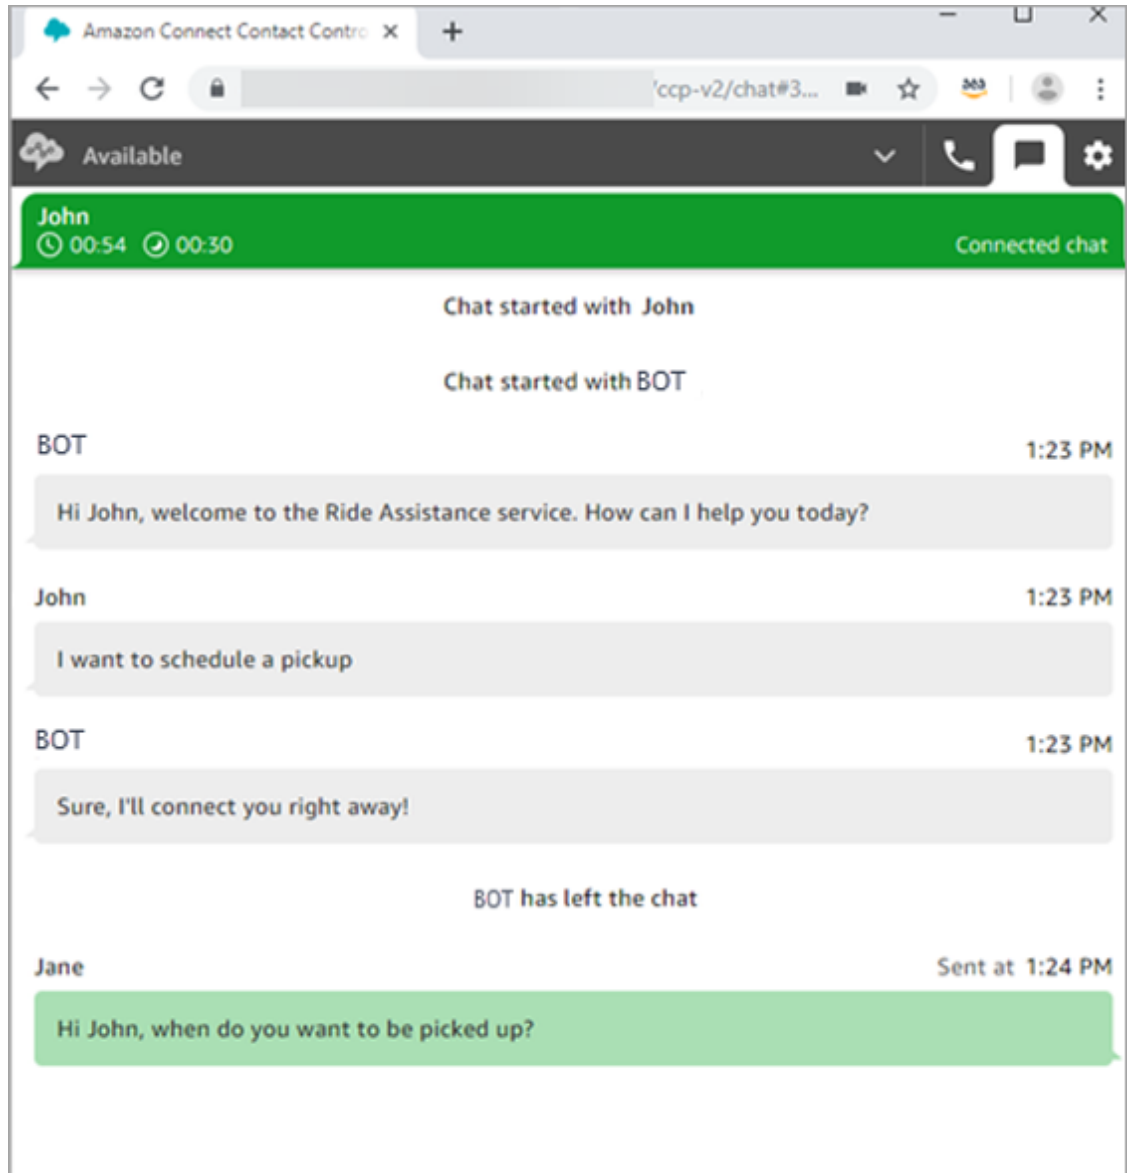 Amazon Connect Contact Contro
/ccp-v2/chat#3...
Available
John
00:54 00:30 Connected chat
Chat started with John
Chat started with BOT
BOT 1:23 PM
Hi John, welcome to the Ride Assistance service. How can I help you today?
John 1:23 PM
I want to schedule a pickup
BOT 1:23 PM
Sure, I'll connect you right away!
BOT has left the chat
Jane Sent at 1:24 PM
Hi John, when do you want to be picked up?